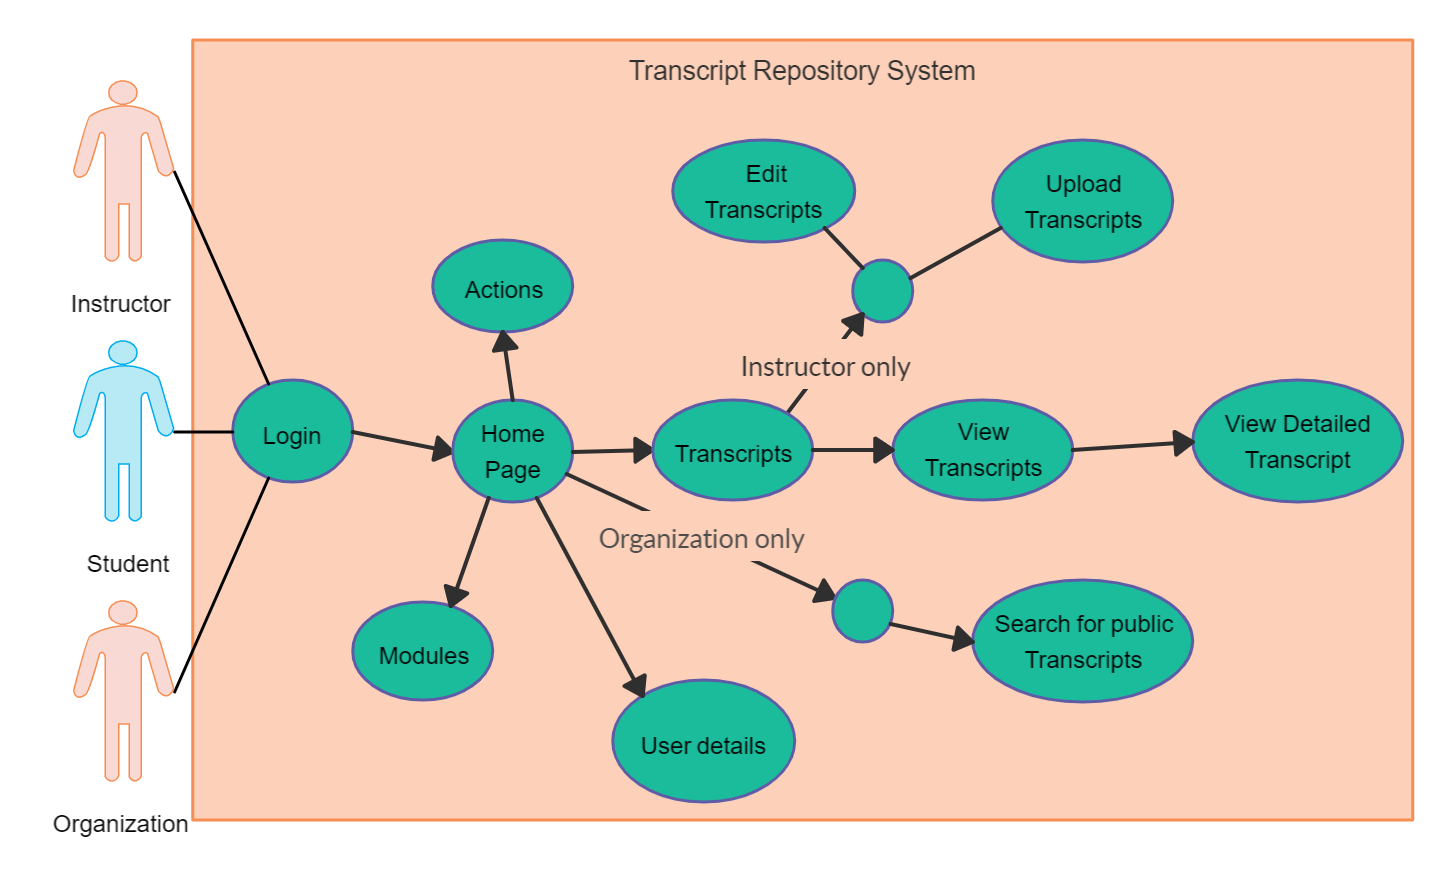 Transcript Repository System
Edit
Transcripts
Upload
Transcripts
Actions
Instructor
Instructor only
Login
Home
Page
Transcripts
View
Transcripts
View Detailed
Transcript
Organization only
Student
Modules
Search for public
Transcripts
User details
Organization